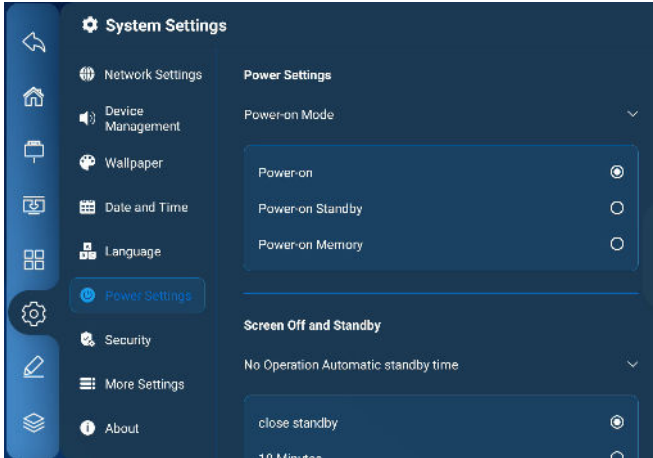 System Settings
Network Settings
Device
Management
Wallpaper
Date and Time
Language
Power Settings
Security
More Settings
About
Power Settings
Power-on Mode
Power-on
Power-on Standby
Power-on Memory
Screen Off and Standby
No Operation Automatic standby time
close standby
10 Minutes